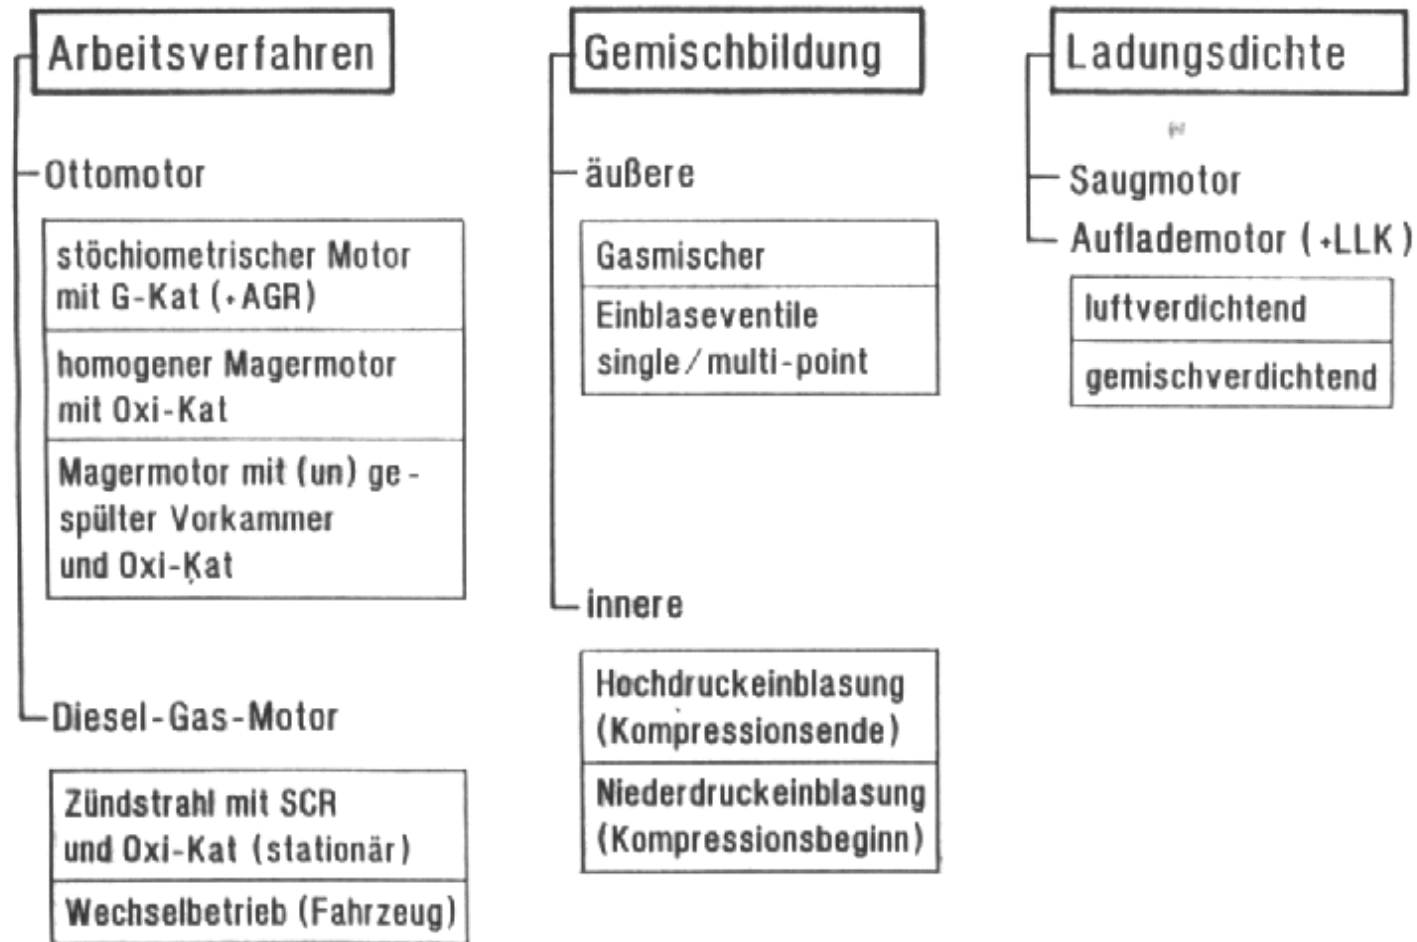 Arbeitsverfahren
Ottomotor
stöchiometrischer Motor
mit G-Kat (+AGR)
homogener Magermotor
mit Oxi-Kat
Magermotor mit (un) ge-
spülter Vorkammer
und Oxi-Kat
Diesel-Gas-Motor
Zündstrahl mit SCR
und Oxi-Kat (stationär)
Wechselbetrieb (Fahrzeug)
Gemischbildung
äußere
Gasmischer
Einblaseventile
single/multi-point
innere
Hochdruckeinblasung
(Kompressionsende)
Niederdruckeinblasung
(Kompressionsbeginn)
Ladungsdichte
Saugmotor
Auflademotor (+LLK)
luftverdichtend
gemischverdichtend